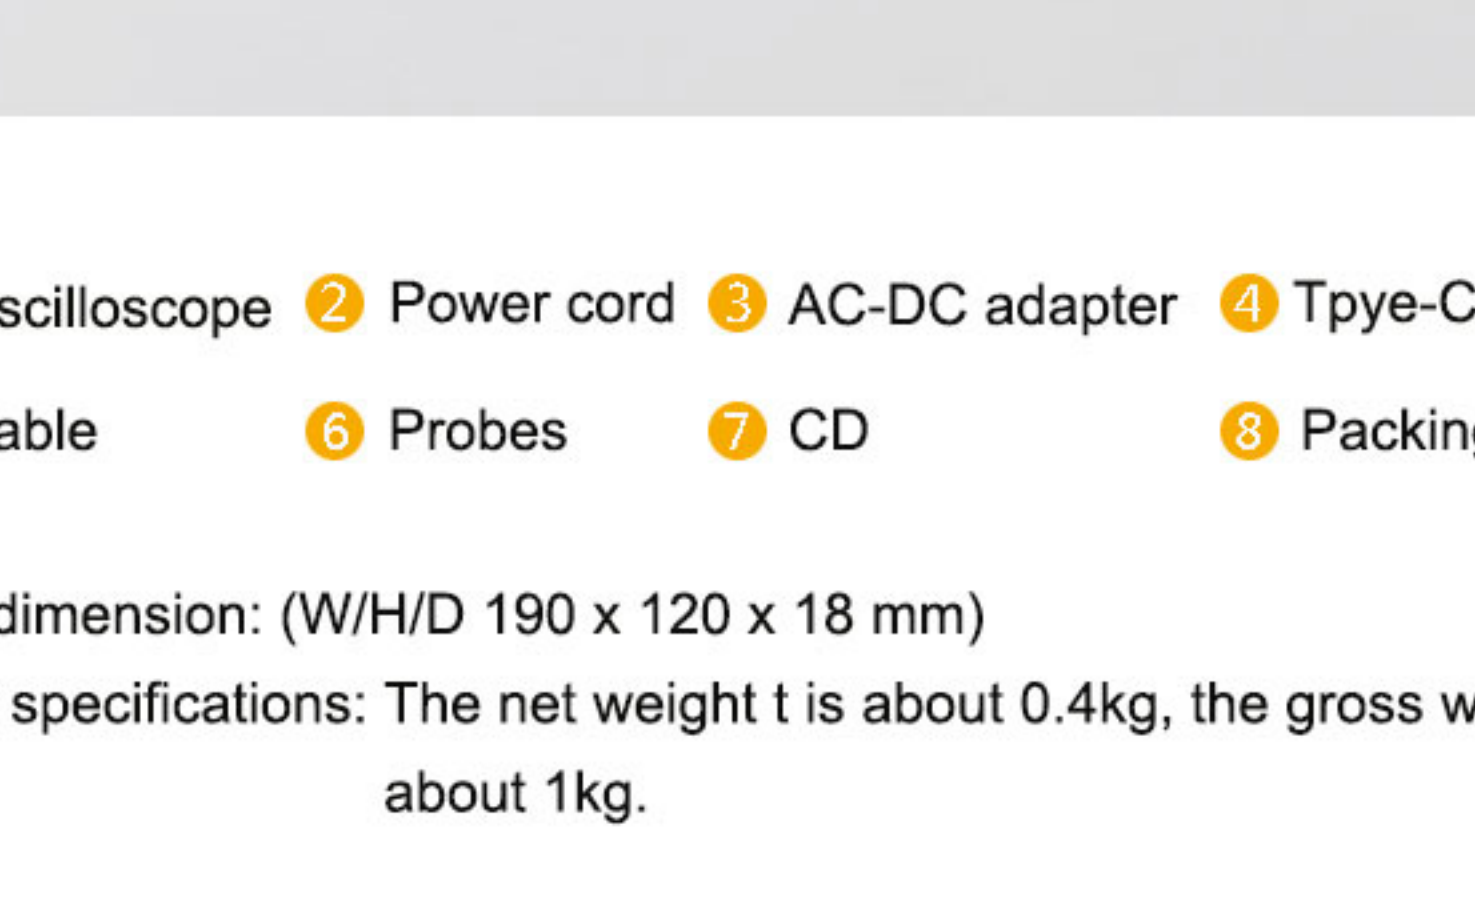 scilloscope 2 Power cord 3 AC-DC adapter 4 Tpye-C
able 6 Probes 7 CD 8 Packing
dimension: (W/H/D 190 x 120 x 18 mm)
specifications: The net weight t is about 0.4kg, the gross w
about 1kg.